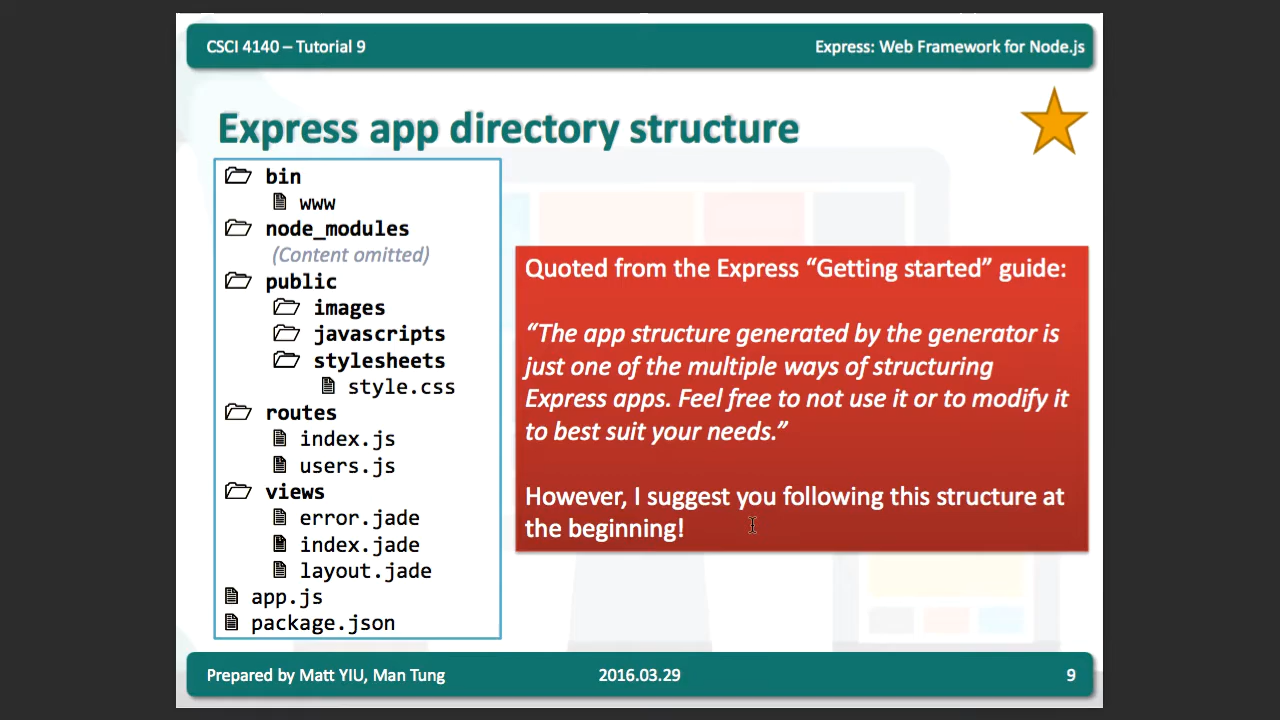 CSCI 4140 – Tutorial 9
Express: Web Framework for Node.js
Express app directory structure
bin
www
node_modules
(Content omitted)
public
images
javascripts
stylesheets
style.css
routes
index.js
users.js
views
error.jade
index.jade
layout.jade
app.js
package.json
Quoted from the Express “Getting started” guide:
“The app structure generated by the generator is
just one of the multiple ways of structuring
Express apps. Feel free to not use it or to modify it
to best suit your needs.”
However, I suggest you following this structure at
the beginning!
Prepared by Matt YIU, Man Tung
2016.03.29
9